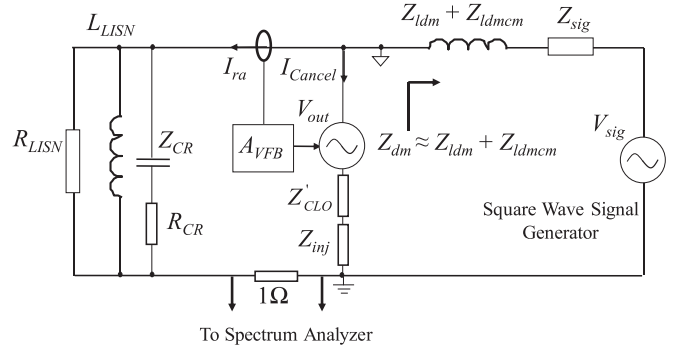 L_LISN
Z_ldm + Z_ldmcm
Z_sig
I_ra
I_Cancel
V_out
A_VFB
Z_dm ≈ Z_ldm + Z_ldmcm
V_sig
R_LISN
Z_CR
R_CR
Z'_CLO
Z_inj
Square Wave Signal
Generator
1Ω
To Spectrum Analyzer